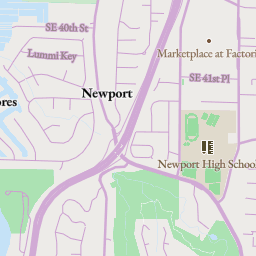 SE 40th St
Lummi Key
Marketplace at Factori
SE 41st Pl
Newport
ores
Newport High School